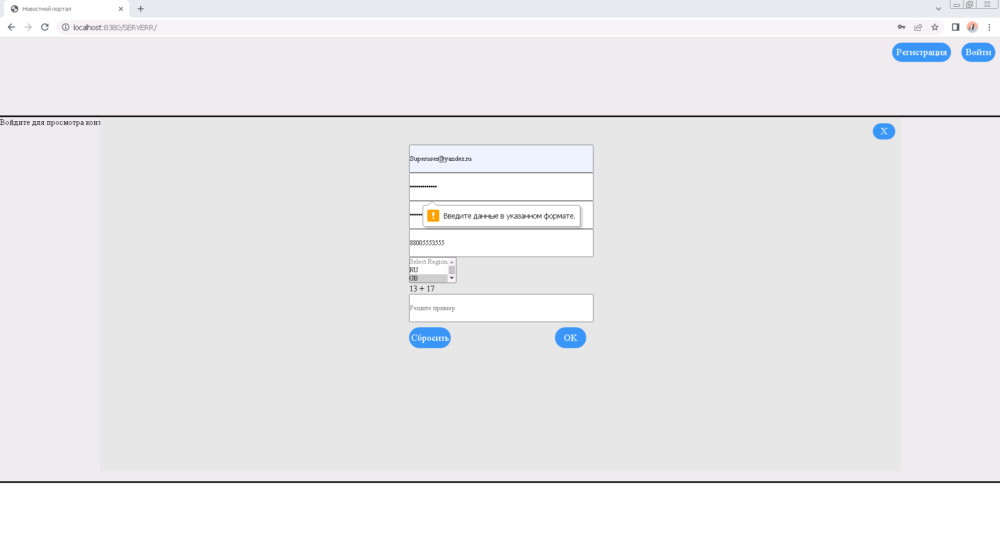 Новостной портал
localhost:8380/SERVERR/
Регистрация
Войти
Войдите для просмотра конт
X
Superuser@yandex.ru
•••••••••••••
••••••
Введите данные в указанном формате.
88005553555
Select Region
RU
GB
13 + 17
Решите пример
Сбросить
OK